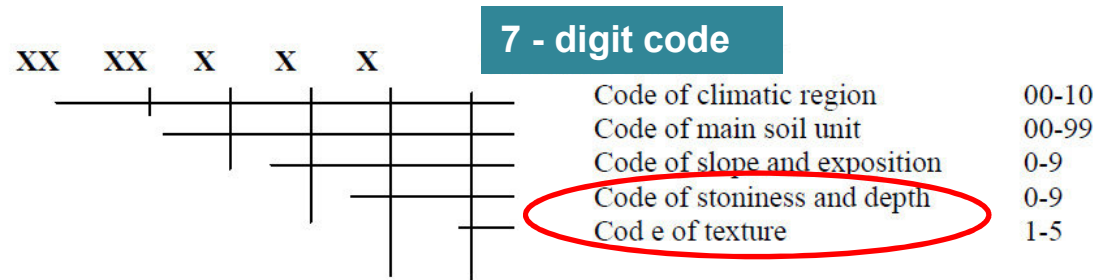 7 - digit code
XX XX X X X
Code of climatic region 00-10
Code of main soil unit 00-99
Code of slope and exposition 0-9
Code of stoniness and depth 0-9
Cod e of texture 1-5